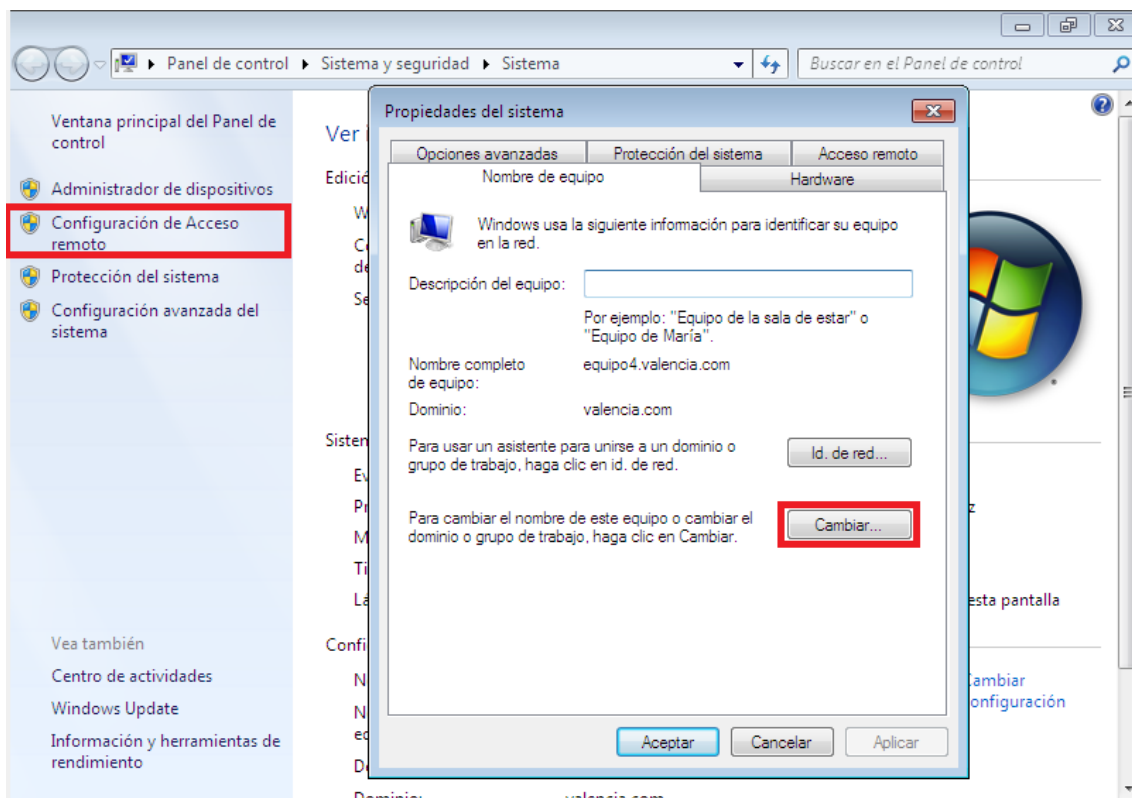 Panel de control ▸ Sistema y seguridad ▸ Sistema
Buscar en el Panel de control
Ventana principal del Panel de
control
Administrador de dispositivos
Configuración de Acceso
remoto
Protección del sistema
Configuración avanzada del
sistema
Vea también
Centro de actividades
Windows Update
Información y herramientas de
rendimiento
Ver
Propiedades del sistema
Opciones avanzadas
Protección del sistema
Acceso remoto
Nombre de equipo
Hardware
Windows usa la siguiente información para identificar su equipo
en la red.
Descripción del equipo:
Por ejemplo: "Equipo de la sala de estar" o
"Equipo de María".
Nombre completo
de equipo:
equipo4.valencia.com
Dominio:
valencia.com
Para usar un asistente para unirse a un dominio o
grupo de trabajo, haga clic en id. de red.
Id. de red...
Para cambiar el nombre de este equipo o cambiar el
dominio o grupo de trabajo, haga clic en Cambiar.
Cambiar...
Aceptar
Cancelar
Aplicar
esta pantalla